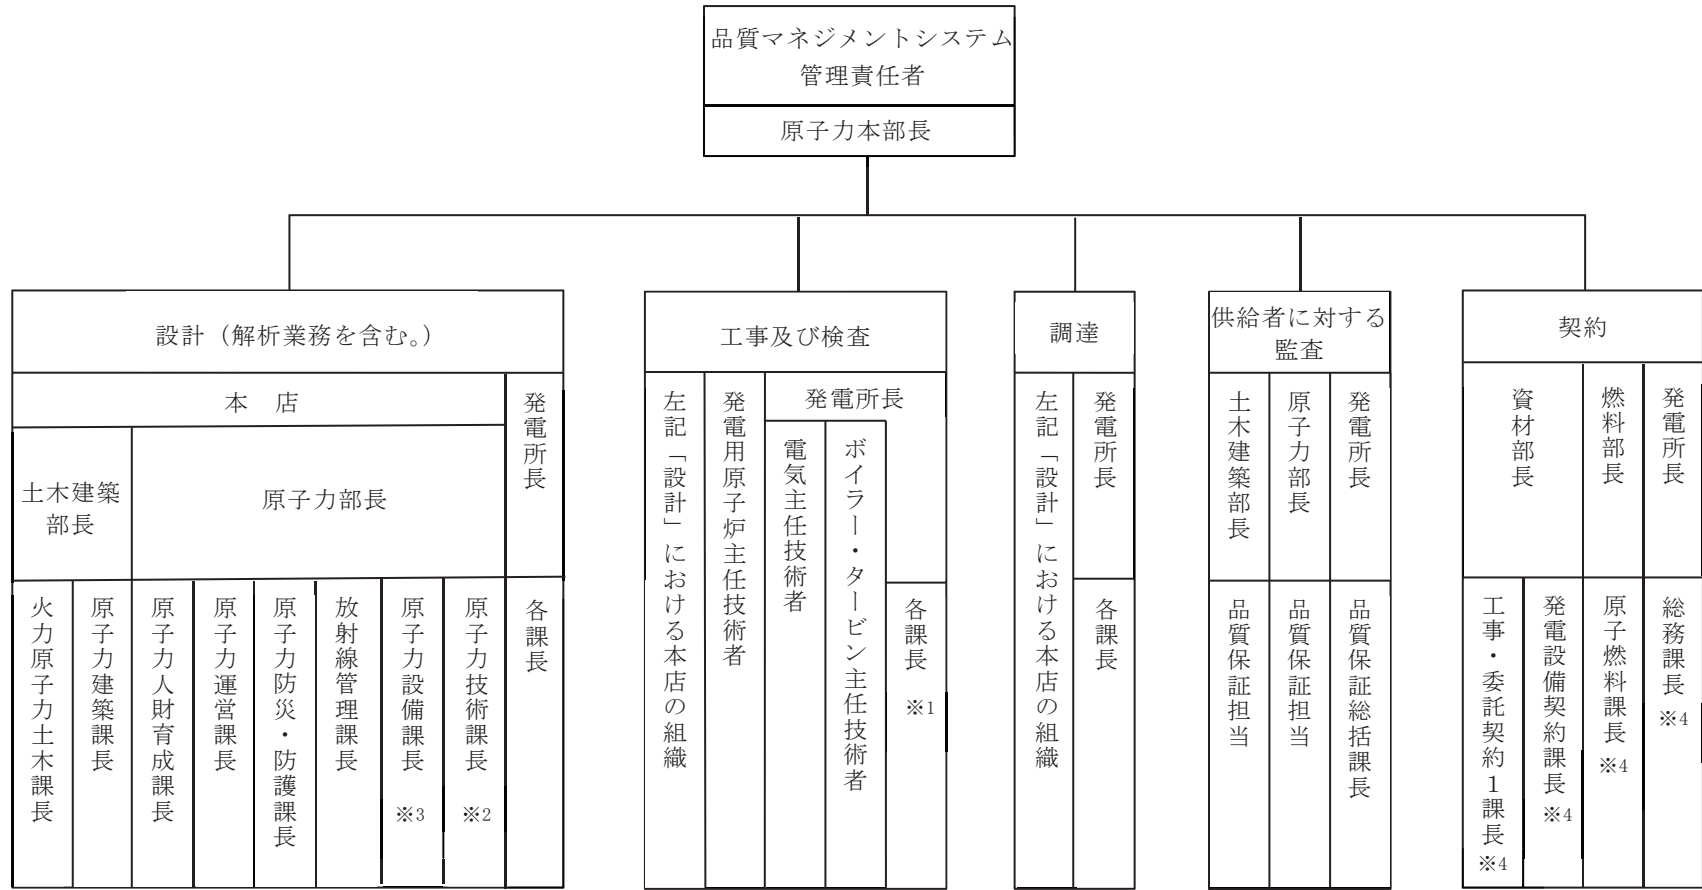 品質マネジメントシステム
管理責任者
原子力本部長
設計（解析業務を含む。）
本　店
発電所長
土木建築
部長
原子力部長
火力原子力土木課長
原子力建築課長
原子力人財育成課長
原子力運営課長
原子力防災・防護課長
放射線管理課長
原子力設備課長
※3
原子力技術課長
※2
各課長
工事及び検査
左記「設計」における本店の組織
発電用原子炉主任技術者
発電所長
電気主任技術者
ボイラー・タービン主任技術者
各課長
※1
調達
左記「設計」における本店の組織
発電所長
各課長
供給者に対する
監査
土木建築部長
原子力部長
発電所長
品質保証担当
品質保証担当
品質保証総括課長
契約
資材部長
燃料部長
発電所長
工事・委託契約1課長
※4
発電設備契約課長
※4
原子燃料課長
※4
総務課長
※4